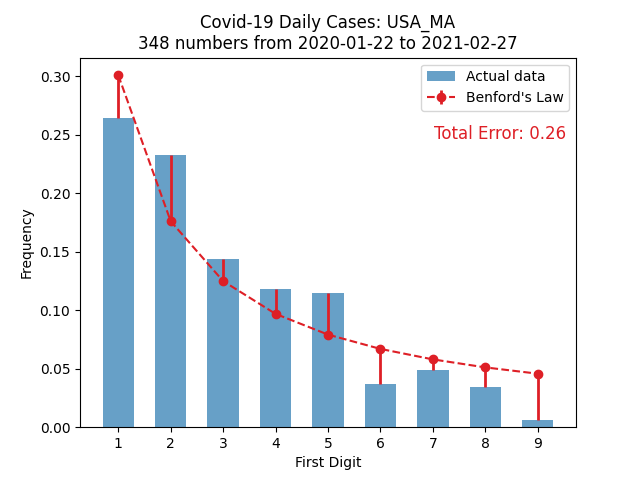 Covid-19 Daily Cases: USA_MA
348 numbers from 2020-01-22 to 2021-02-27
Actual data
Benford's Law
Total Error: 0.26
0.30
0.25
0.20
0.15
0.10
0.05
0.00
Frequency
1 2 3 4 5 6 7 8 9
First Digit